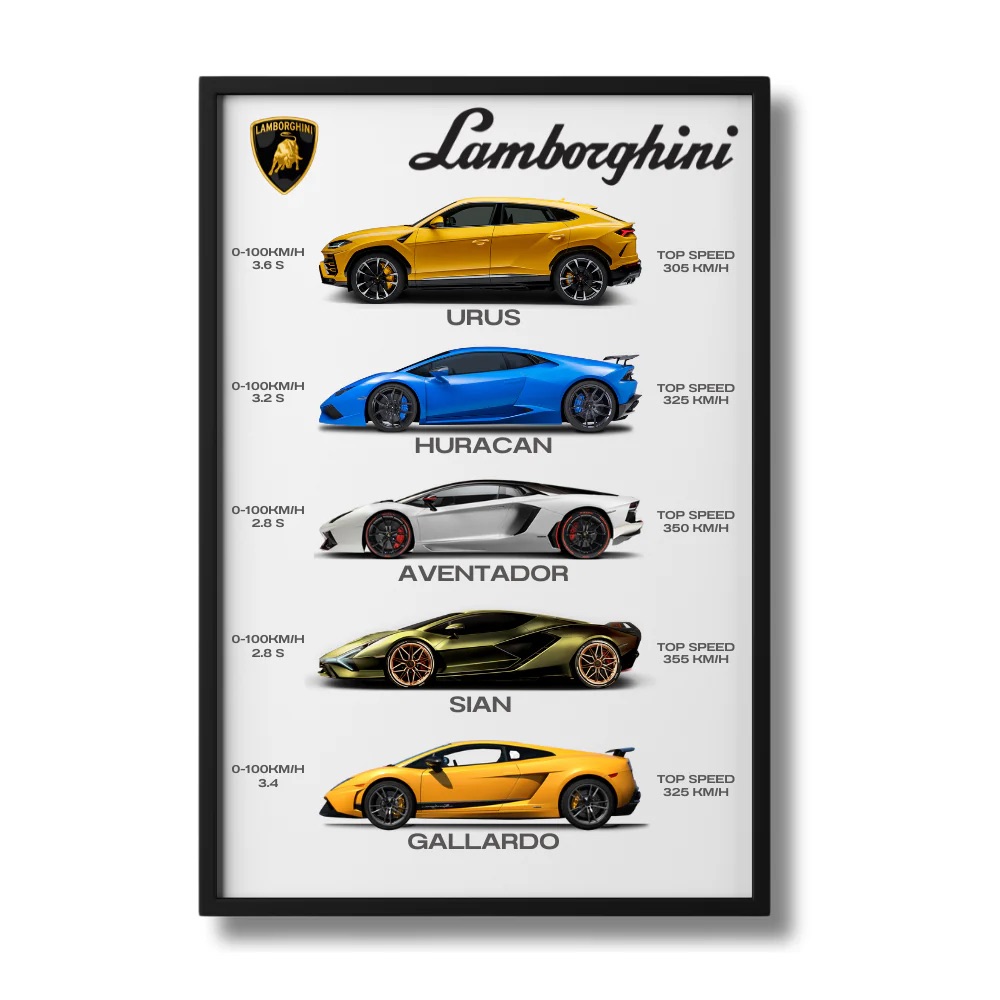 LAMBORGHINI
Lamborghini
0-100KM/H
3.6 S
TOP SPEED
305 KM/H
URUS
0-100KM/H
3.2 S
TOP SPEED
325 KM/H
HURACAN
0-100KM/H
2.8 S
TOP SPEED
350 KM/H
AVENTADOR
0-100KM/H
2.8 S
TOP SPEED
355 KM/H
SIAN
0-100KM/H
3.4
TOP SPEED
325 KM/H
GALLARDO